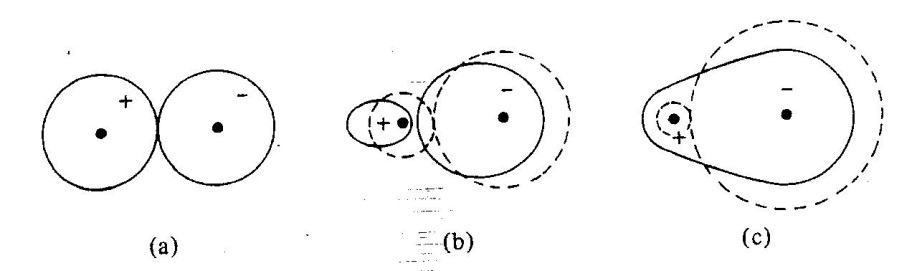 + -
+ -
- +
(a) (b) (c)